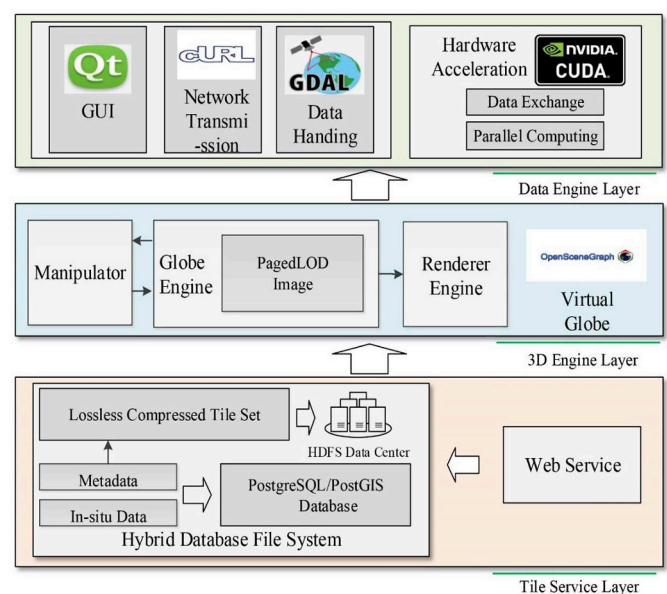 Qt
GUI
cURL
Network
Transmi
-ssion
GDAL
Data
Handing
Hardware
Acceleration
NVIDIA.
CUDA
Data Exchange
Parallel Computing
Data Engine Layer
Manipulator
Globe
Engine
PagedLOD
Image
Renderer
Engine
OpenSceneGraph
Virtual
Globe
3D Engine Layer
Lossless Compressed Tile Set
HDFS Data Center
Metadata
In-situ Data
PostgreSQL/PostGIS
Database
Hybrid Database File System
Web Service
Tile Service Layer